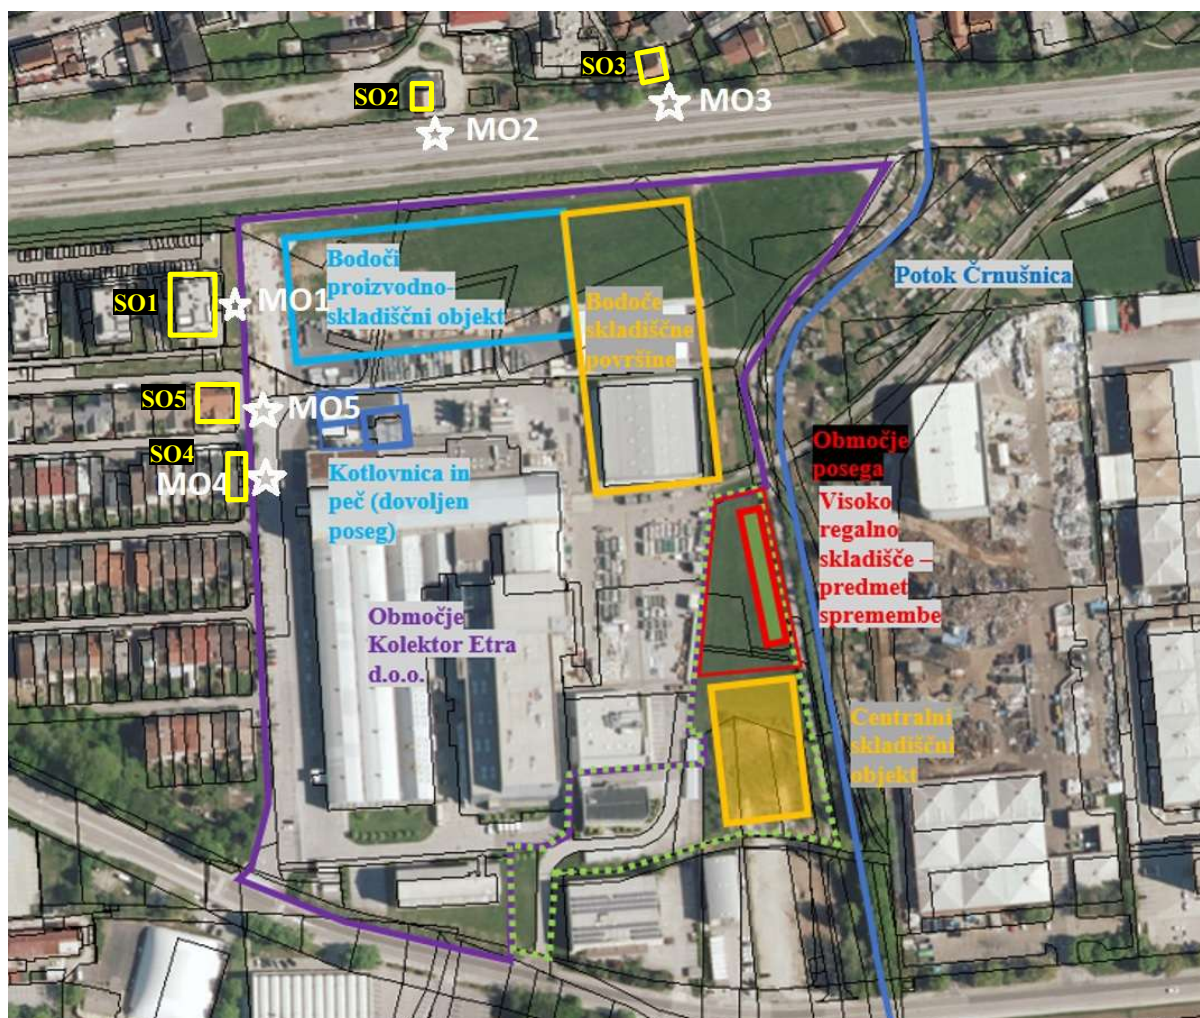 SO3
SO2
MO3
MO2
Bodoči
proizvodno-
skladiščni objekt
Potok Črnušnica
SO1
MO1
Bodoče
skladiščne
površine
SO5
MO5
SO4
MO4
Območje
posega
Kotlovnica in
peč (dovoljen
poseg)
Visoko
regalno
skladišče –
predmet
spremembe
Območje
Kolektor Etra
d.o.o.
Centralni
skladiščni
objekt